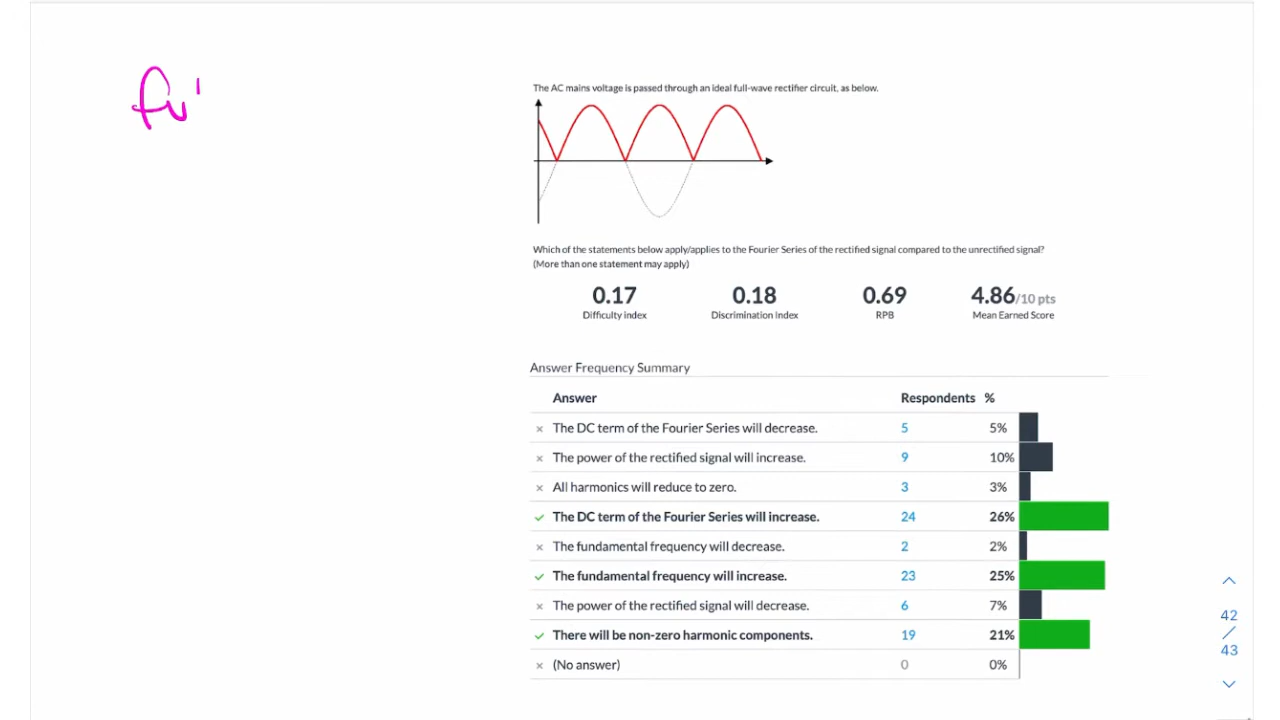 fu'
The AC mains voltage is passed through an ideal full-wave rectifier circuit, as below.
Which of the statements below apply/applies to the Fourier Series of the rectified signal compared to the unrectified signal?
(More than one statement may apply)
0.17 0.18 0.69 4.86/10 pts
Difficulty Index Discrimination Index RPB Mean Earned Score
Answer Frequency Summary
Answer Respondents %
× The DC term of the Fourier Series will decrease. 5 5%
× The power of the rectified signal will increase. 9 10%
× All harmonics will reduce to zero. 3 3%
✓ The DC term of the Fourier Series will increase. 24 26%
× The fundamental frequency will decrease. 2 2%
✓ The fundamental frequency will increase. 23 25%
× The power of the rectified signal will decrease. 6 7%
✓ There will be non-zero harmonic components. 19 21%
× (No answer) 0 0%
42
/
43